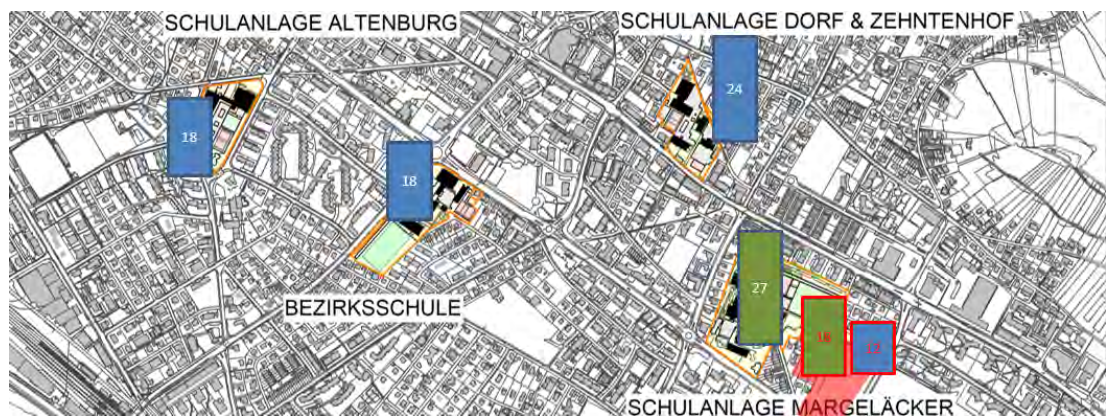 SCHULANLAGE ALTENBURG
SCHULANLAGE DORF & ZEHNTENHOF
24
18
18
BEZIRKSSCHULE
27
18
12
SCHULANLAGE MARGELÄCKER